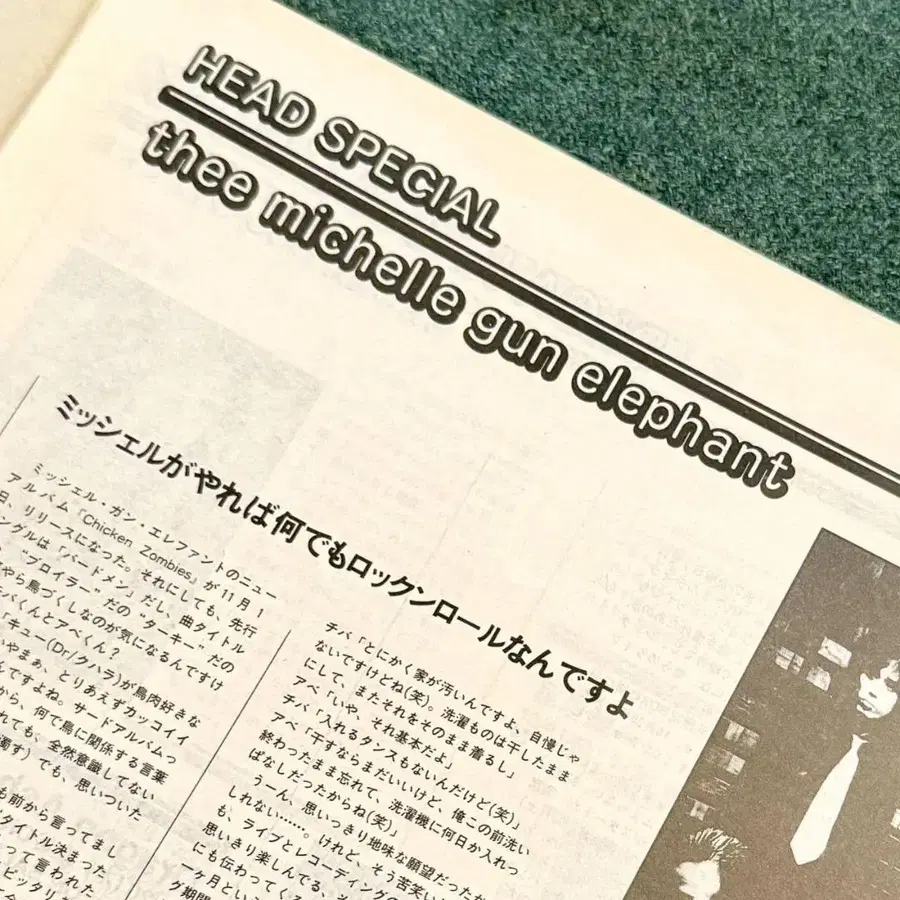 HEAD SPECIAL
thee michelle gun elephant
ミッシェルがやれば何でもロックンロールなんですよ
ミッシェル・ガン・エレファントのニュー
アルバム「Chicken Zombies」が11月1
日、リリースになった。それにしても、先行
ングルは「バードメン」だし、曲タイトル
"ブロイラー"だの"ターキー"だの
やら鳥づくしなのが気になるんですけ
バくんとアベくん？
キュー(Dr/クハラ)が鳥肉好きな
いやまぁ、とりあえずカッコイイ
んですよね。サードアルバムっ
から、何で鳥に関係する言葉
れても、全然意識してない
濁す)でも、思いついた
も前から言ってまし
タイトル決まった
って言われた
ピッタリ
チバ「とにかく家が汚いんですよ、自慢じゃ
ないですけどね(笑)。洗濯ものは干したまま
にして、またそれをそのまま着るし」
アベ「いや、それ基本だよ」
チバ「入れるタンスもないんだけど(笑)」
アベ「干すならまだいいけど、俺この前洗い
終わったまま忘れて、洗濯機に何日か入れっ
ぱなしだったからね(笑)」
うーん、思いっきり地味な願望だったか
しれない……。けれど、そう苦笑い
も、ライブとレコーディングの
思いきり楽しんでる、
にも伝わってくる
一ヶ月とい
グ期間